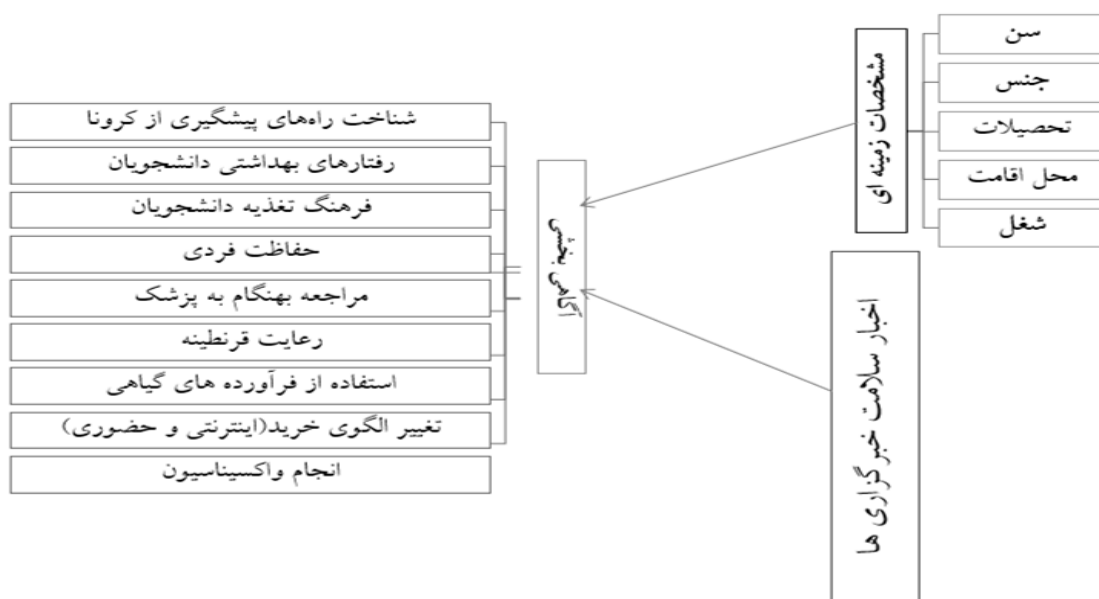 سن
جنس
تحصیلات
محل اقامت
شغل
مشخصات زمینه ای
اخبار سلامت خبرگزاری ها
آگاهی بخشی
شناخت راه‌های پیشگیری از کرونا
رفتارهای بهداشتی دانشجویان
فرهنگ تغذیه دانشجویان
حفاظت فردی
مراجعه بهنگام به پزشک
رعایت قرنطینه
استفاده از فرآورده های گیاهی
تغییر الگوی خرید(اینترنتی و حضوری)
انجام واکسیناسیون